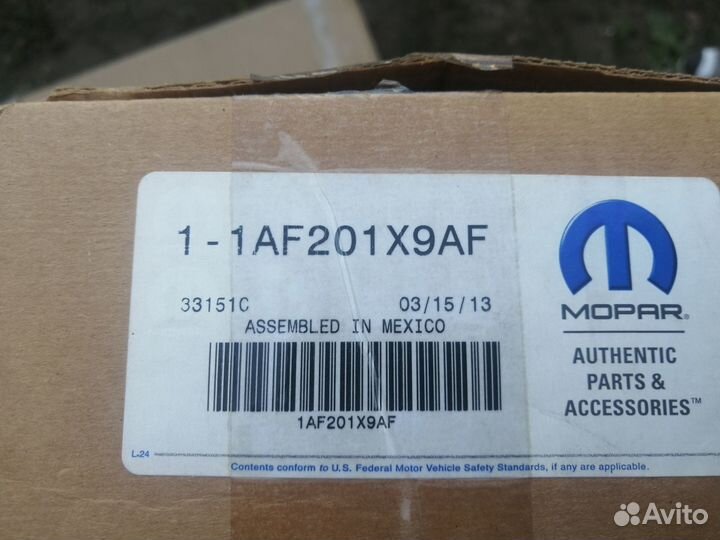 1-1AF201X9AF
33151C 03/15/13
ASSEMBLED IN MEXICO
1AF201X9AF
L-24
Contents conform to U.S. Federal Motor Vehicle Safety Standards, if any are applicable.
MOPAR®
AUTHENTIC
PARTS &
ACCESSORIES™
Avito